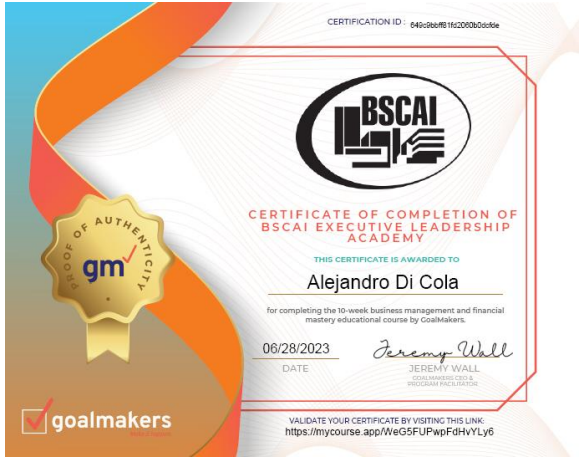 CERTIFICATION ID : 649c9bbff81fd2060b0dcfde
BSCAI
CERTIFICATE OF COMPLETION OF
BSCAI EXECUTIVE LEADERSHIP
ACADEMY
THIS CERTIFICATE IS AWARDED TO
Alejandro Di Cola
for completing the 10-week business management and financial
mastery educational course by GoalMakers.
PROOF OF AUTHENTICITY
gm
06/28/2023
Jeremy Wall
DATE
JEREMY WALL
GOALMAKERS CEO &
PROGRAM FACILITATOR
goalmakers
VALIDATE YOUR CERTIFICATE BY VISITING THIS LINK:
https://mycourse.app/WeG5FUPwpFdHvYLy6